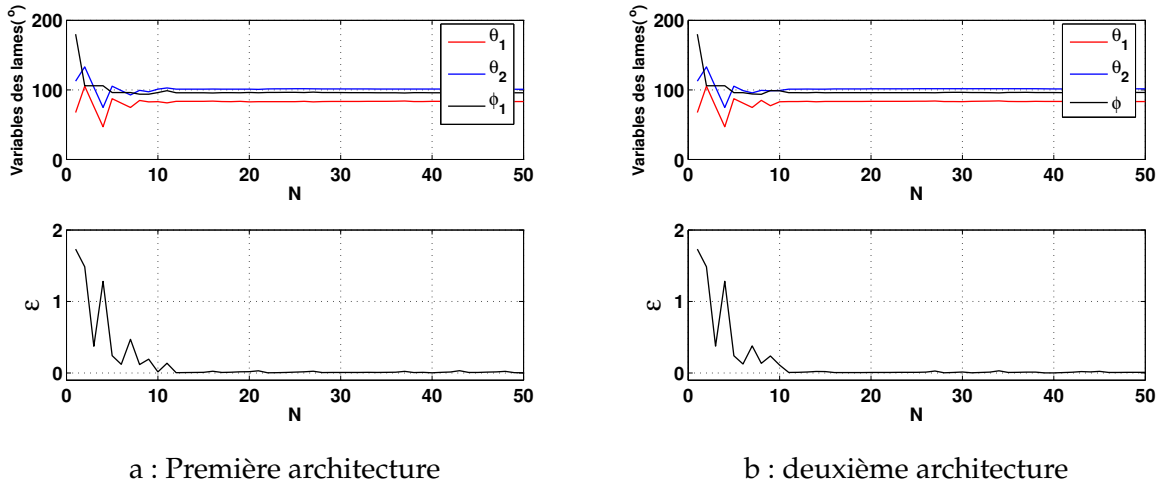 Variables des lames(°)
200
100
0
θ1
θ2
ϕ1
0 10 20 30 40 50
N
ε
2
1
0
0 10 20 30 40 50
N
a : Première architecture
Variables des lames(°)
200
100
0
θ1
θ2
ϕ
0 10 20 30 40 50
N
ε
2
1
0
0 10 20 30 40 50
N
b : deuxième architecture